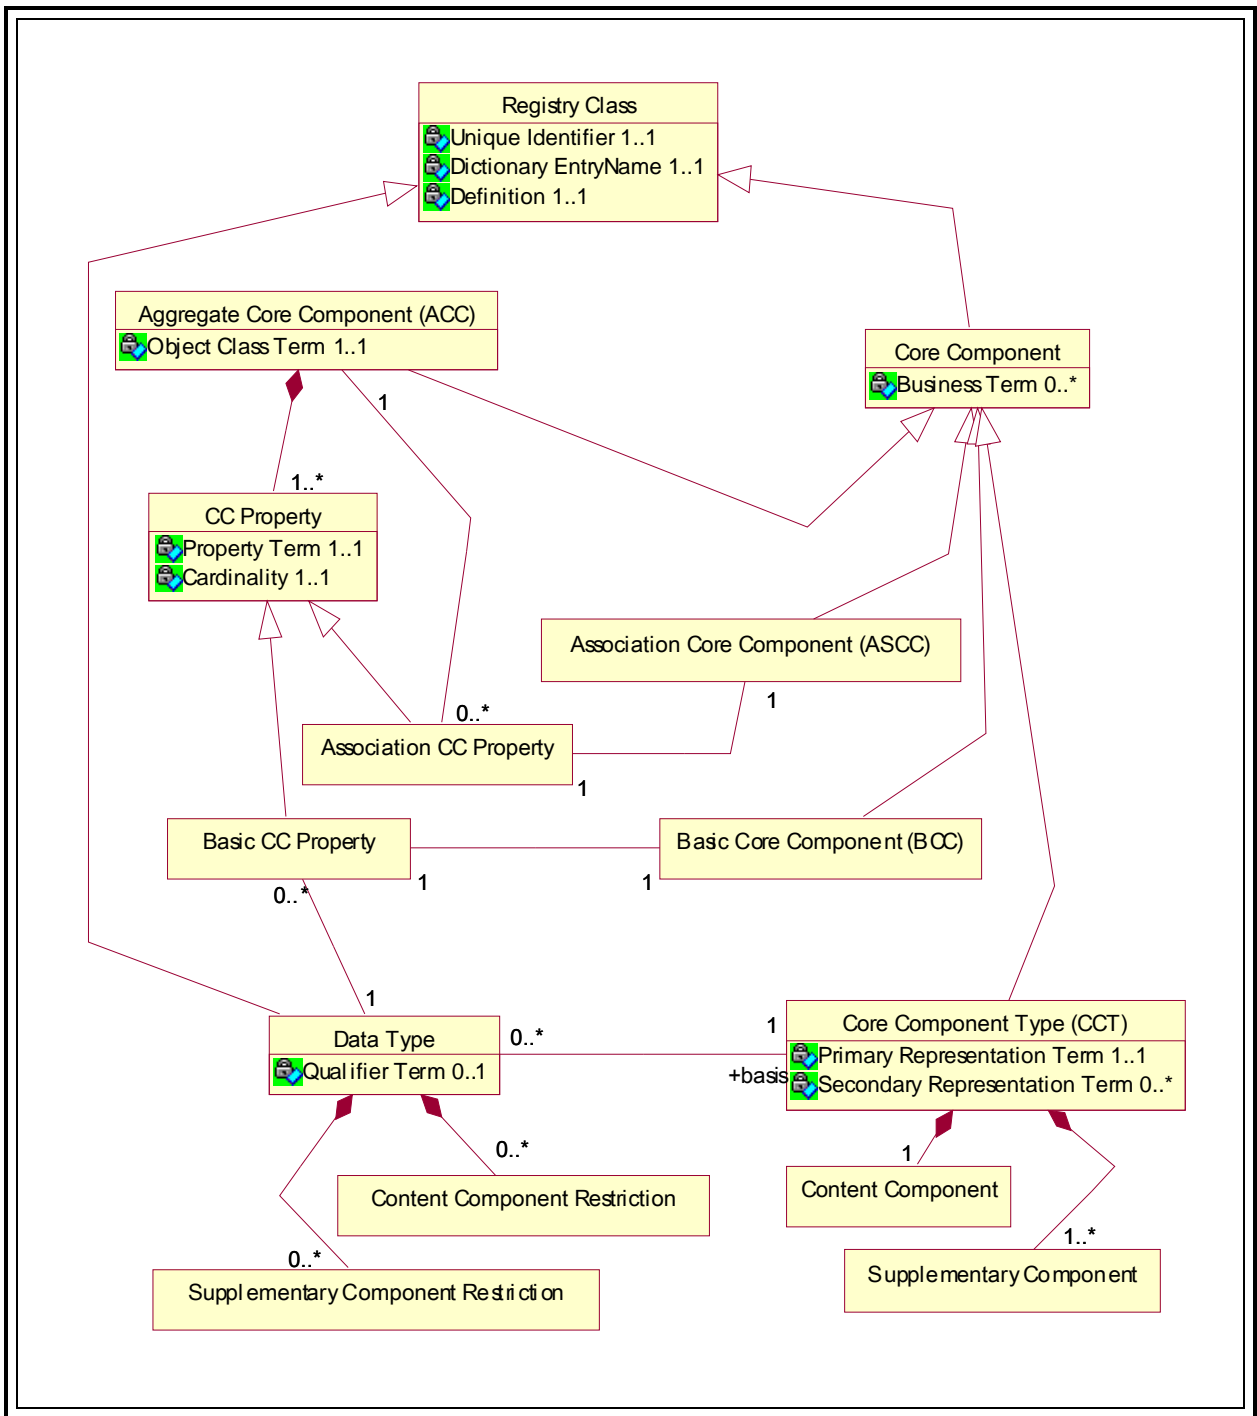 Registry Class
Unique Identifier 1..1
Dictionary EntryName 1..1
Definition 1..1
Aggregate Core Component (ACC)
Object Class Term 1..1
Core Component
Business Term 0..*
1
1..*
CC Property
Property Term 1..1
Cardinality 1..1
Association Core Component (ASCC)
1
0..*
Association CC Property
1
Basic CC Property
Basic Core Component (BCC)
1
1
0..*
1
Data Type
Qualifier Term 0..1
0..*
1
+basis
Core Component Type (CCT)
Primary Representation Term 1..1
Secondary Representation Term 0..*
0..*
Content Component Restriction
1
Content Component
0..*
Supplementary Component Restriction
1..*
Supplementary Component